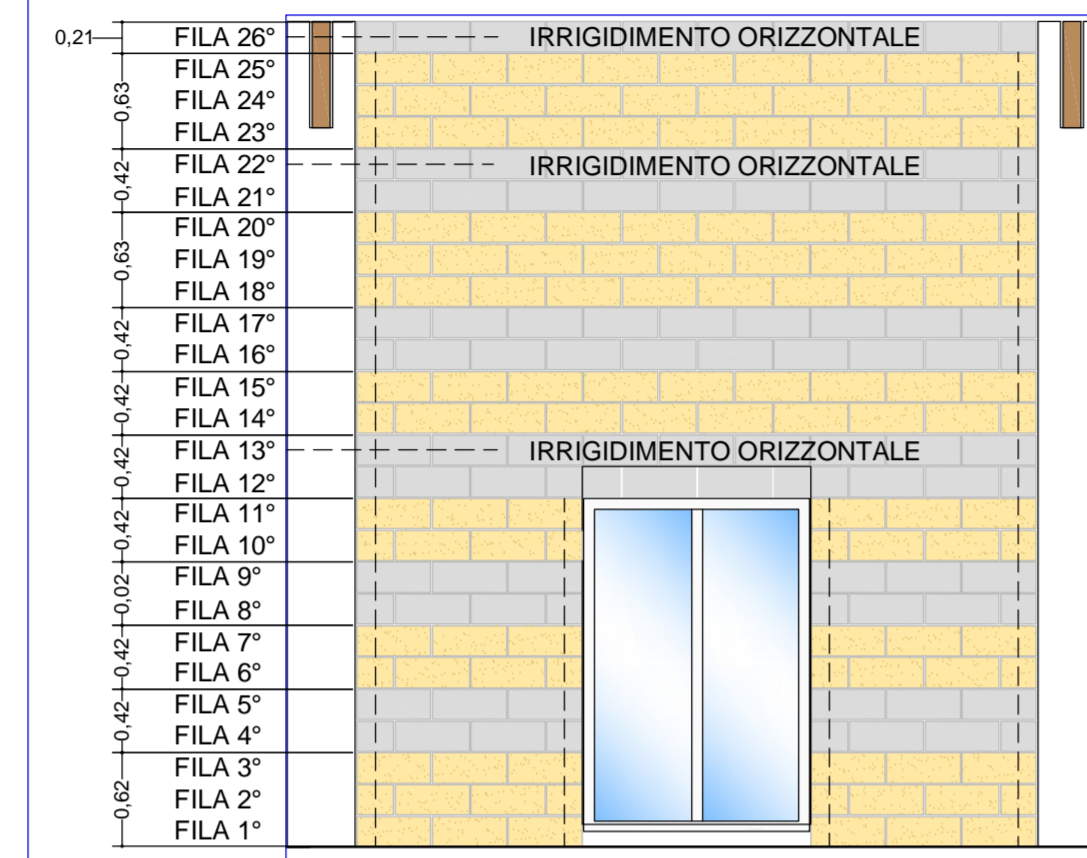 0,21 FILA 26° IRRIGIDIMENTO ORIZZONTALE
FILA 25°
0,63 FILA 24°
FILA 23°
0,42 FILA 22° IRRIGIDIMENTO ORIZZONTALE
FILA 21°
FILA 20°
0,63 FILA 19°
FILA 18°
0,42 FILA 17°
FILA 16°
0,42 FILA 15°
FILA 14°
0,42 FILA 13° IRRIGIDIMENTO ORIZZONTALE
FILA 12°
0,42 FILA 11°
FILA 10°
0,02 FILA 9°
FILA 8°
0,42 FILA 7°
FILA 6°
0,42 FILA 5°
FILA 4°
FILA 3°
0,62 FILA 2°
FILA 1°